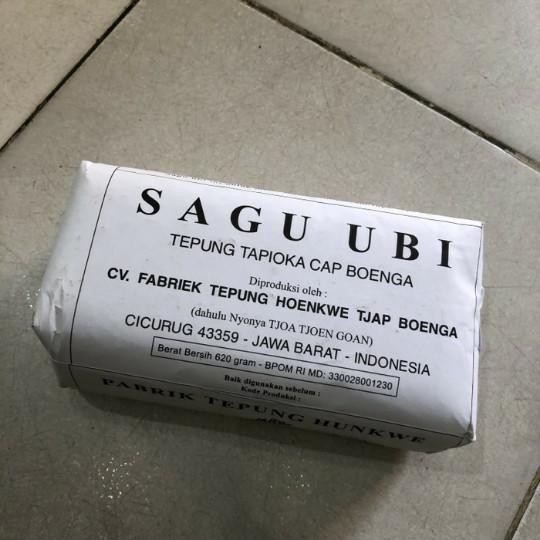 SAGU UBI
TEPUNG TAPIOKA CAP BOENGA
Diproduksi oleh :
CV. FABRIEK TEPUNG HOENKWE TJAP BOENGA
(dahulu Nyonya TJOA TJOEN GOAN)
CICURUG 43359 - JAWA BARAT - INDONESIA
Berat Bersih 620 gram - BPOM RI MD: 330028001230
Baik digunakan sebelum :
Kode Produksi :
PABRIK TEPUNG HUNKWE